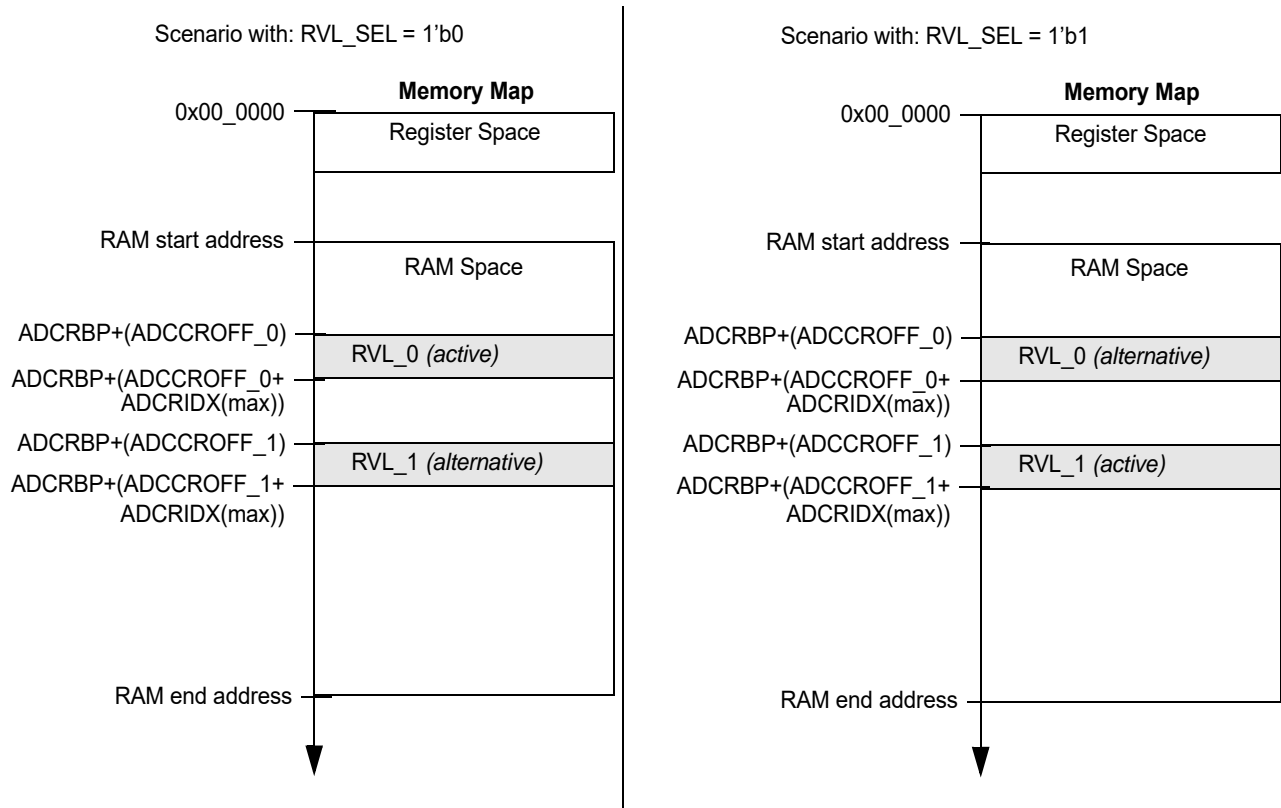 Scenario with: RVL_SEL = 1’b0
Memory Map
0x00_0000
Register Space
RAM start address
RAM Space
ADCRBP+(ADCCROFF_0)
RVL_0 (active)
ADCRBP+(ADCCROFF_0+
ADCRIDX(max))
ADCRBP+(ADCCROFF_1)
RVL_1 (alternative)
ADCRBP+(ADCCROFF_1+
ADCRIDX(max))
RAM end address
Scenario with: RVL_SEL = 1’b1
Memory Map
0x00_0000
Register Space
RAM start address
RAM Space
ADCRBP+(ADCCROFF_0)
RVL_0 (alternative)
ADCRBP+(ADCCROFF_0+
ADCRIDX(max))
ADCRBP+(ADCCROFF_1)
RVL_1 (active)
ADCRBP+(ADCCROFF_1+
ADCRIDX(max))
RAM end address